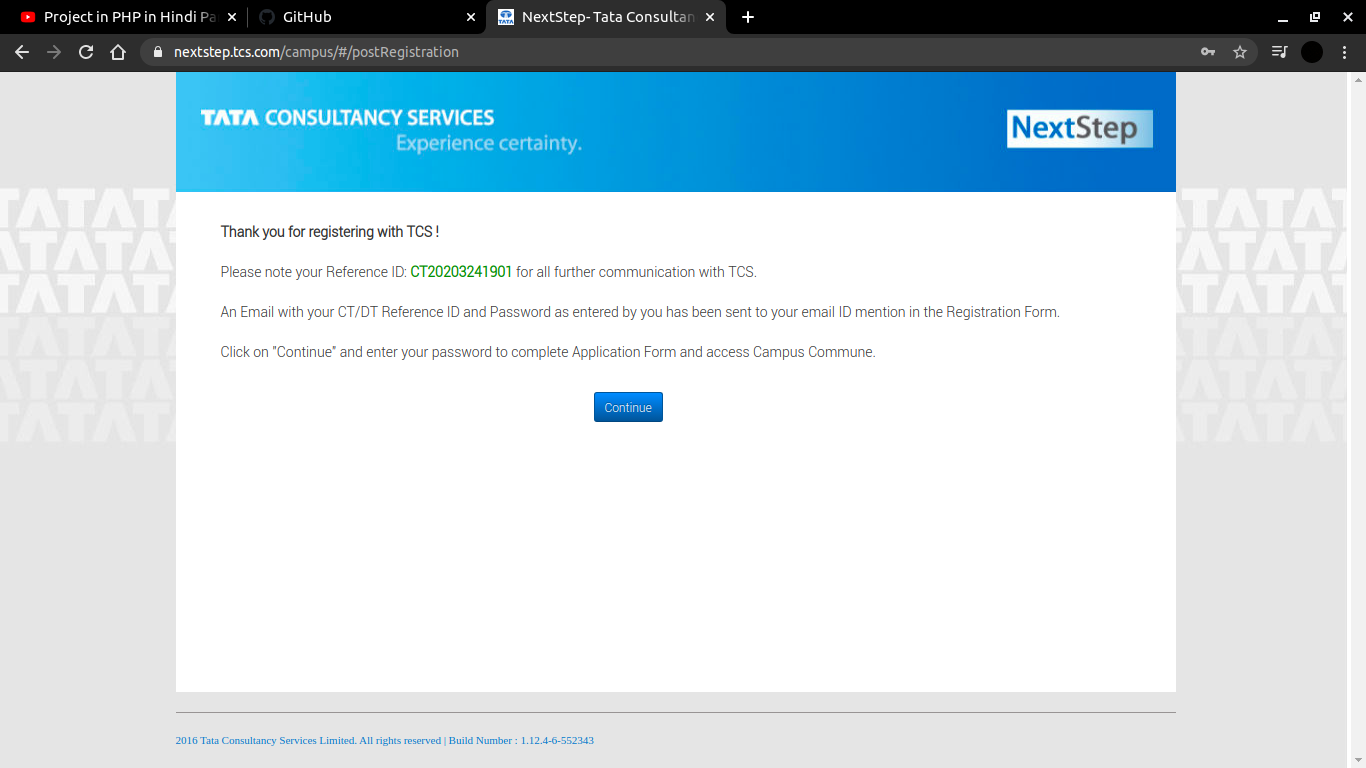 Project in PHP in Hindi Pa
GitHub
NextStep- Tata Consultan
nextstep.tcs.com/campus/#/postRegistration
TATA CONSULTANCY SERVICES
Experience certainty.
NextStep
Thank you for registering with TCS !
Please note your Reference ID: CT20203241901 for all further communication with TCS.
An Email with your CT/DT Reference ID and Password as entered by you has been sent to your email ID mention in the Registration Form.
Click on "Continue" and enter your password to complete Application Form and access Campus Commune.
Continue
2016 Tata Consultancy Services Limited. All rights reserved | Build Number : 1.12.4-6-552343